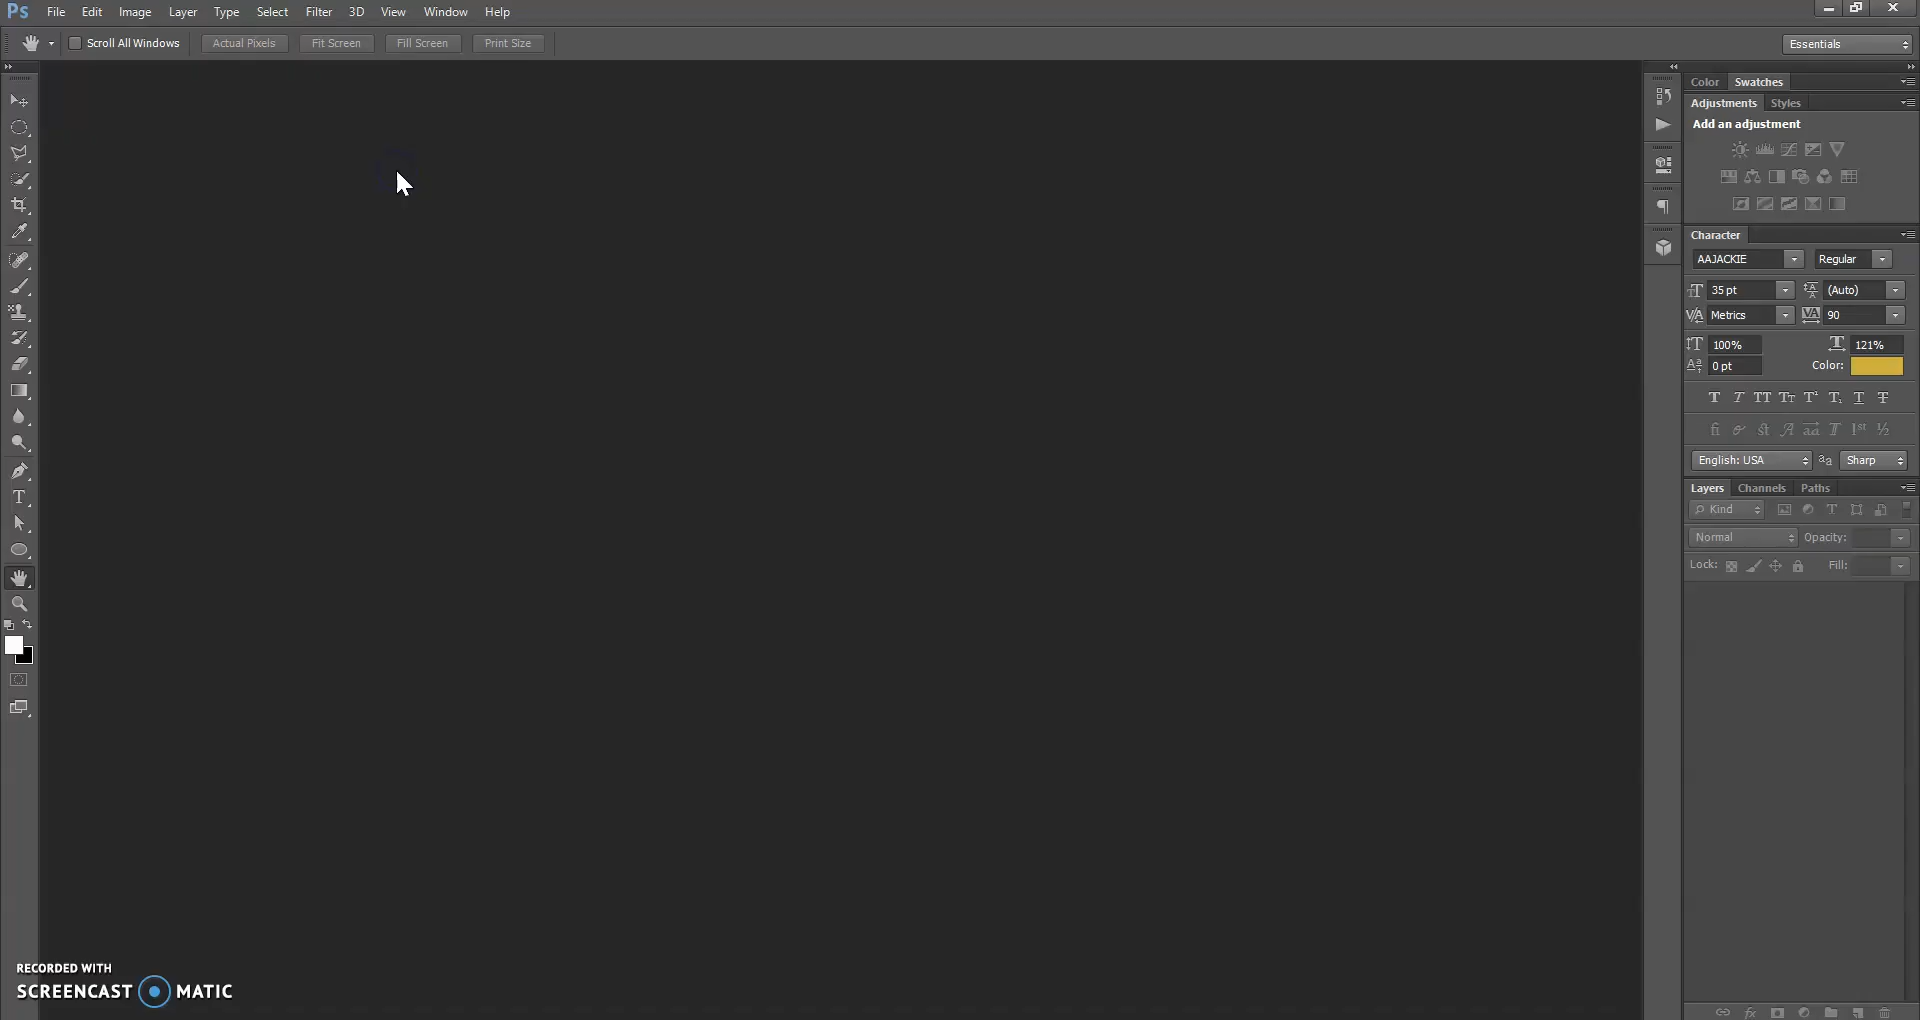 Ps File Edit Image Layer Type Select Filter 3D View Window Help
Scroll All Windows Actual Pixels Fit Screen Fill Screen Print Size Essentials
Color Swatches
Adjustments Styles
Add an adjustment
Character
AAJACKIE Regular
35 pt (Auto)
Metrics 90
100% 121%
0 pt Color:
English: USA Sharp
Layers Channels Paths
Kind
Normal Opacity:
Lock: Fill:
RECORDED WITH
SCREENCAST MATIC